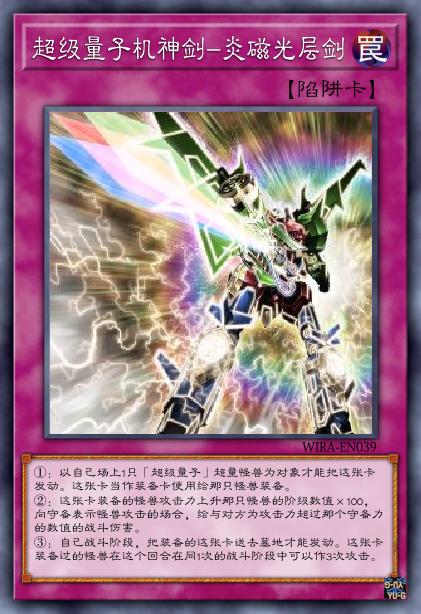 超级量子机神剑-炎磁光层剑 罠
【陷阱卡】
WIRA-EN039
①:以自己场上1只「超级量子」超量怪兽为对象才能把这张卡
发动。这张卡当作装备卡使用给那只怪兽装备。
②:这张卡装备的怪兽攻击力上升那只怪兽的阶级数值×100,
向守备表示怪兽攻击的场合,给与对方为攻击力超过那个守备力
的数值的战斗伤害。
③:自己战斗阶段,把装备的这张卡送去墓地才能发动。这张卡
装备过的怪兽在这个回合在同1次的战斗阶段中可以作3次攻击。